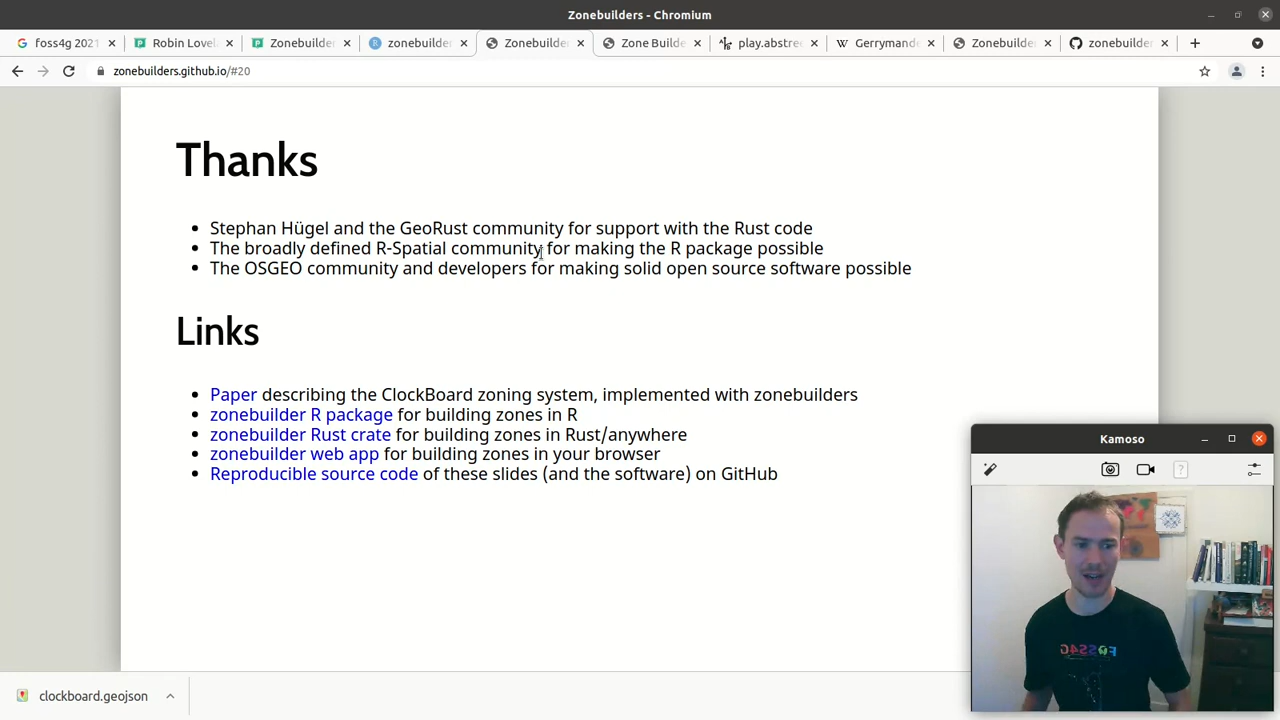 Zonebuilders - Chromium
foss4g 2021
Robin Lovel
Zonebuilde
zonebuilder
Zonebuilde
Zone Builde
play.abstre
Gerrymand
Zonebuilde
zonebuilde
zonebuilders.github.io/#20
Thanks
Stephan Hügel and the GeoRust community for support with the Rust code
The broadly defined R-Spatial community for making the R package possible
The OSGEO community and developers for making solid open source software possible
Links
Paper describing the ClockBoard zoning system, implemented with zonebuilders
zonebuilder R package for building zones in R
zonebuilder Rust crate for building zones in Rust/anywhere
zonebuilder web app for building zones in your browser
Reproducible source code of these slides (and the software) on GitHub
Kamoso
FOSS4G
clockboard.geojson